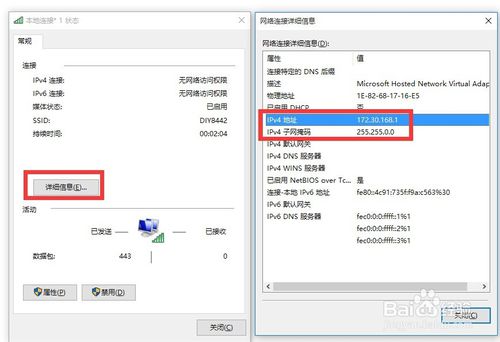 本地连接* 1 状态
常规
连接
IPv4 连接: 无网络访问权限
IPv6 连接: 无网络访问权限
媒体状态: 已启用
SSID: DIY8442
持续时间: 00:02:04
详细信息(E)...
活动
已发送 已接收
数据包: 443 0
属性(P) 禁用(D)
关闭(C)
网络连接详细信息
网络连接详细信息(D):
属性 值
连接特定的 DNS 后缀
描述 Microsoft Hosted Network Virtual Adap
物理地址 1E-82-68-17-16-E5
已启用 DHCP 否
IPv4 地址 172.30.168.1
IPv4 子网掩码 255.255.0.0
IPv4 默认网关
IPv4 DNS 服务器
IPv4 WINS 服务器
已启用 NetBIOS over Tc... 是
连接-本地 IPv6 地址 fe80::4c91:735f:f9a:c563%30
IPv6 默认网关
IPv6 DNS 服务器 fec0:0:0:ffff::1%1
fec0:0:0:ffff::2%1
fec0:0:0:ffff::3%1
关闭(C)
Baidu经验
jingyan.baidu.com